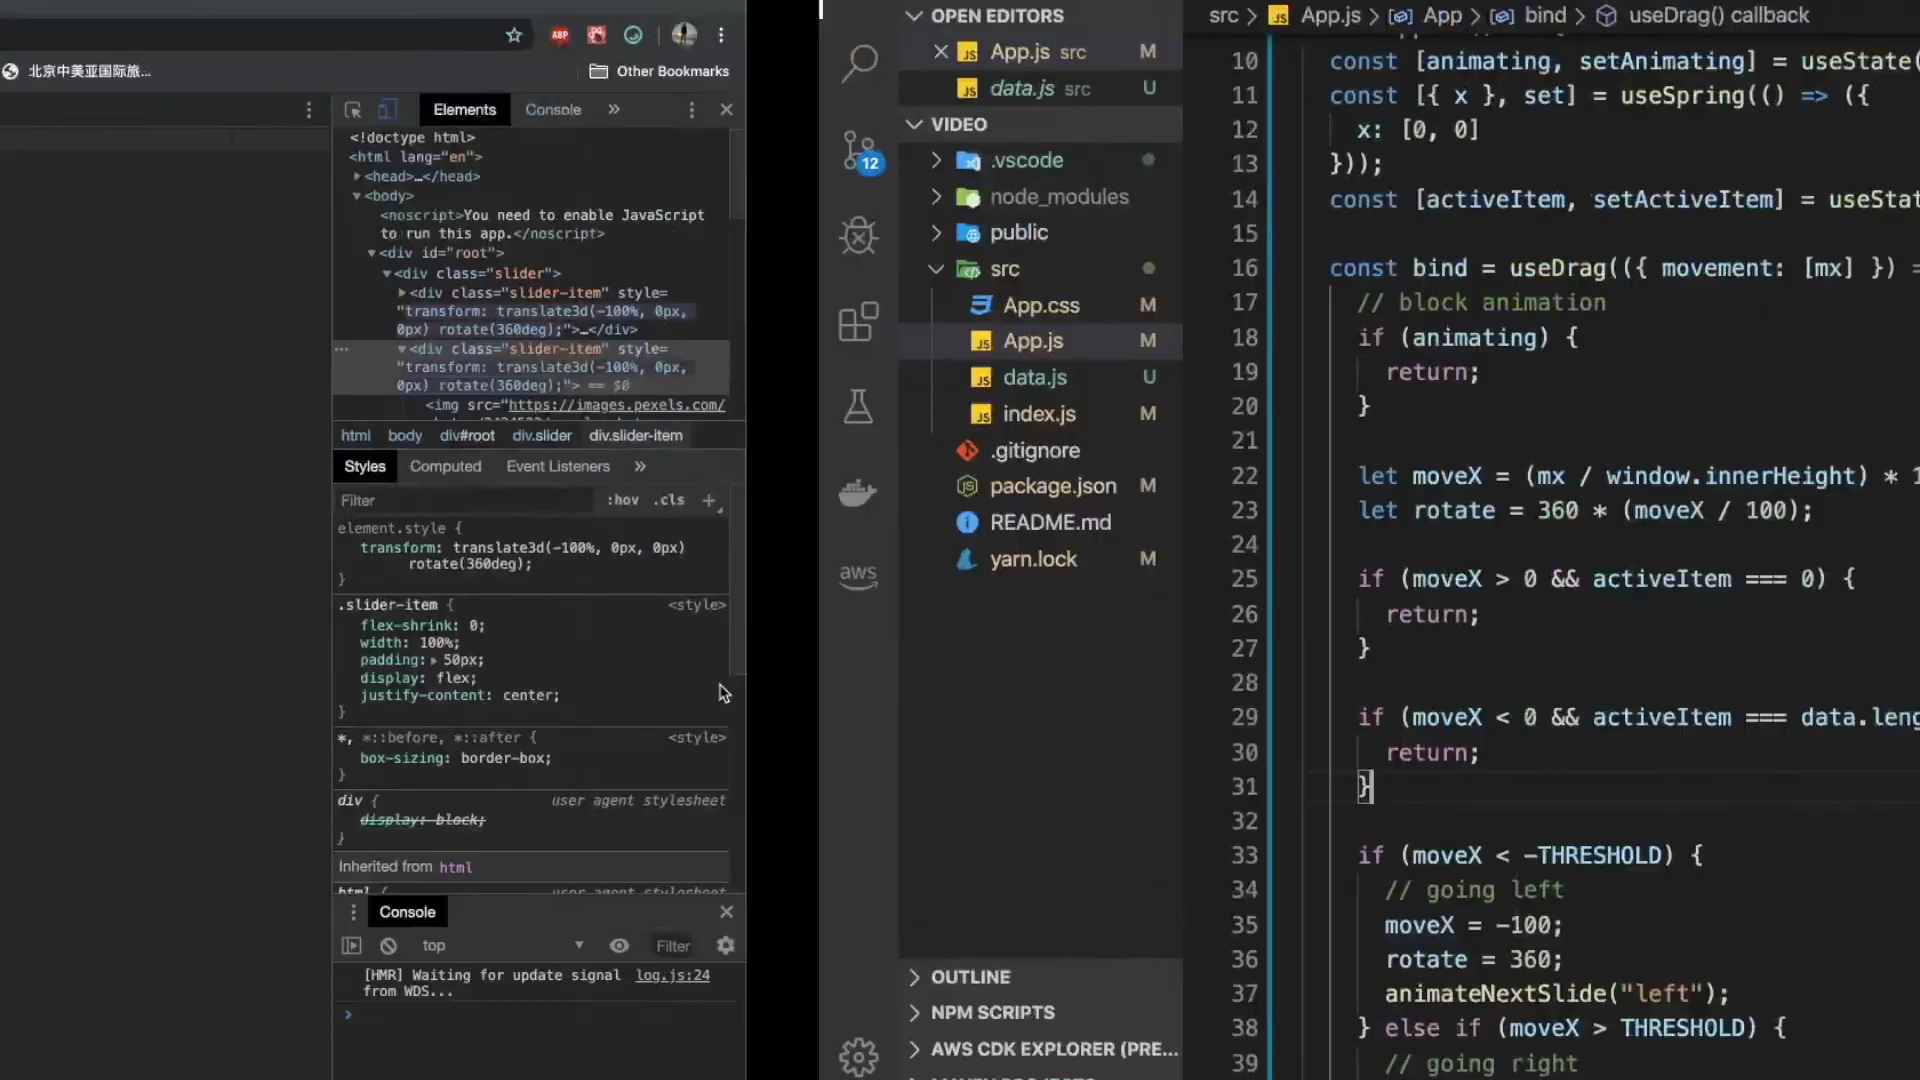 北京中美亚国际旅...
Other Bookmarks
ABP
Elements
Console
<!doctype html>
<html lang="en">
<head>…</head>
<body>
<noscript>You need to enable JavaScript
to run this app.</noscript>
<div id="root">
<div class="slider">
<div class="slider-item" style=
"transform: translate3d(-100%, 0px,
0px) rotate(360deg);">…</div>
<div class="slider-item" style=
"transform: translate3d(-100%, 0px,
0px) rotate(360deg);"> == $0
<img src="https://images.pexels.com/
html body div#root div.slider div.slider-item
Styles Computed Event Listeners »
Filter :hov .cls +
element.style {
transform: translate3d(-100%, 0px, 0px)
rotate(360deg);
}
.slider-item { <style>
flex-shrink: 0;
width: 100%;
padding: 50px;
display: flex;
justify-content: center;
}
*, *::before, *::after { <style>
box-sizing: border-box;
}
div { user agent stylesheet
display: block;
}
Inherited from html
html { user agent stylesheet
Console
top Filter
[HMR] Waiting for update signal log.js:24
from WDS...
12
aws
OPEN EDITORS
App.js src M
data.js src U
VIDEO
.vscode
node_modules
public
src
App.css M
App.js M
data.js U
index.js M
.gitignore
package.json M
README.md
yarn.lock M
OUTLINE
NPM SCRIPTS
AWS CDK EXPLORER (PRE...
src > App.js > App > bind > useDrag() callback
10 const [animating, setAnimating] = useState(
11 const [{ x }, set] = useSpring(() => ({
12 x: [0, 0]
13 }));
14 const [activeItem, setActiveItem] = useStat
15
16 const bind = useDrag(({ movement: [mx] }) =
17 // block animation
18 if (animating) {
19 return;
20 }
21
22 let moveX = (mx / window.innerHeight) * 1
23 let rotate = 360 * (moveX / 100);
24
25 if (moveX > 0 && activeItem === 0) {
26 return;
27 }
28
29 if (moveX < 0 && activeItem === data.leng
30 return;
31 }
32
33 if (moveX < -THRESHOLD) {
34 // going left
35 moveX = -100;
36 rotate = 360;
37 animateNextSlide("left");
38 } else if (moveX > THRESHOLD) {
39 // going right